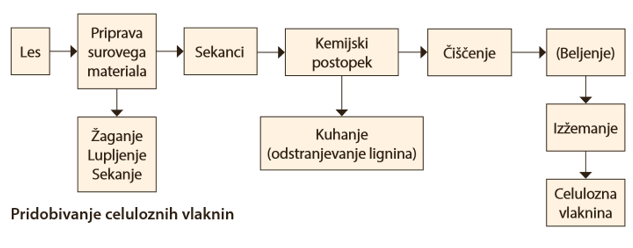 Les
Priprava
surovega
materiala
Sekanci
Kemijski
postopek
Čiščenje
(Beljenje)
Žaganje
Lupljenje
Sekanje
Kuhanje
(odstranjevanje lignina)
Izžemanje
Celulozna
vlaknina
Pridobivanje celuloznih vlaknin